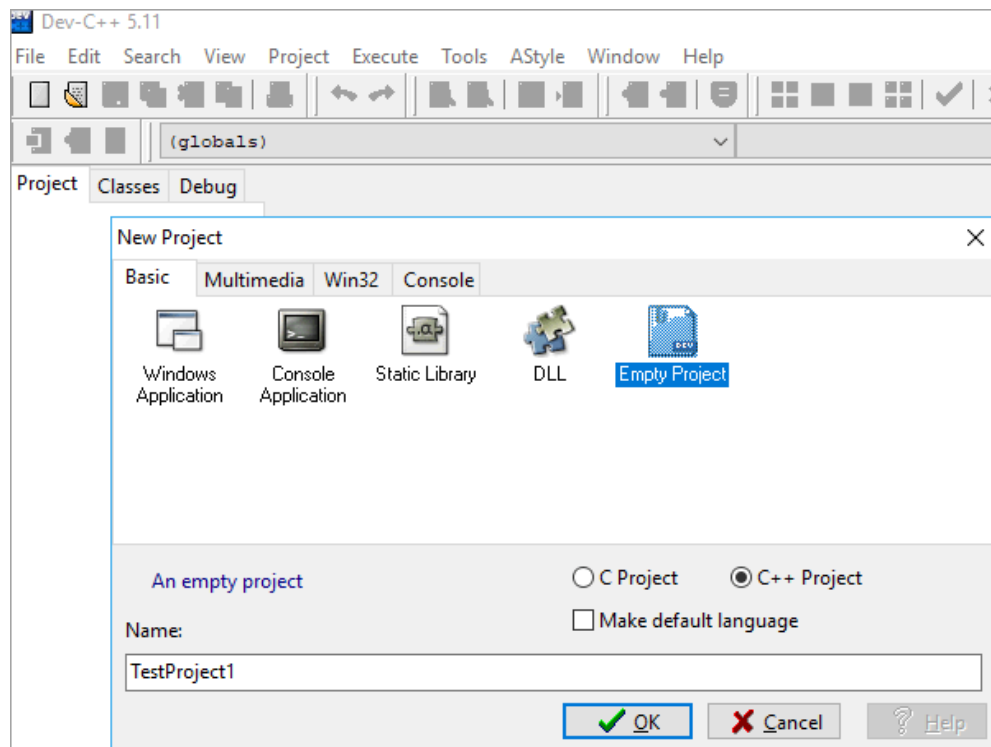 Dev-C++ 5.11
File Edit Search View Project Execute Tools AStyle Window Help
(globals)
Project Classes Debug
New Project
Basic Multimedia Win32 Console
Windows Application
Console Application
Static Library
DLL
Empty Project
An empty project
C Project C++ Project
Make default language
Name:
TestProject1
OK Cancel Help